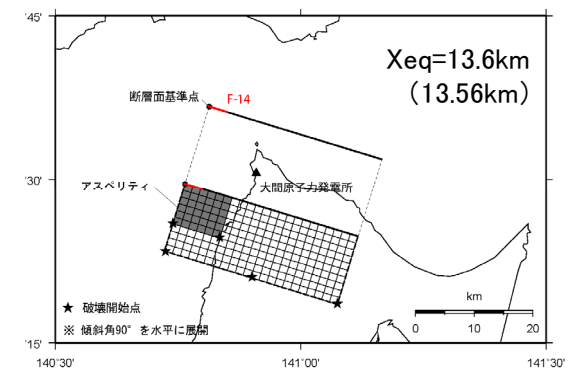 '45'
Xeq=13.6km
(13.56km)
断層面基準点
F-14
'30'
アスペリティ
大間原子力発電所
km
0 10 20
★ 破壊開始点
※ 傾斜角90°を水平に展開
'15'
140°30' 141°00' 141°30'